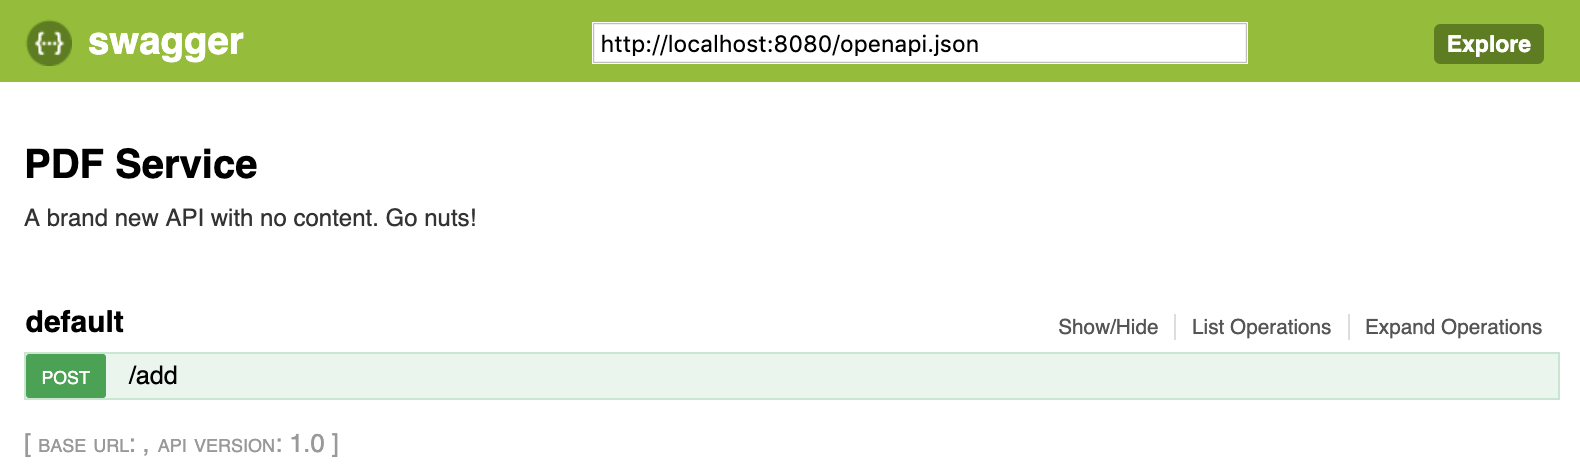 {···} swagger http://localhost:8080/openapi.json Explore
PDF Service
A brand new API with no content. Go nuts!
default Show/Hide List Operations Expand Operations
POST /add
[ BASE URL: , API VERSION: 1.0 ]